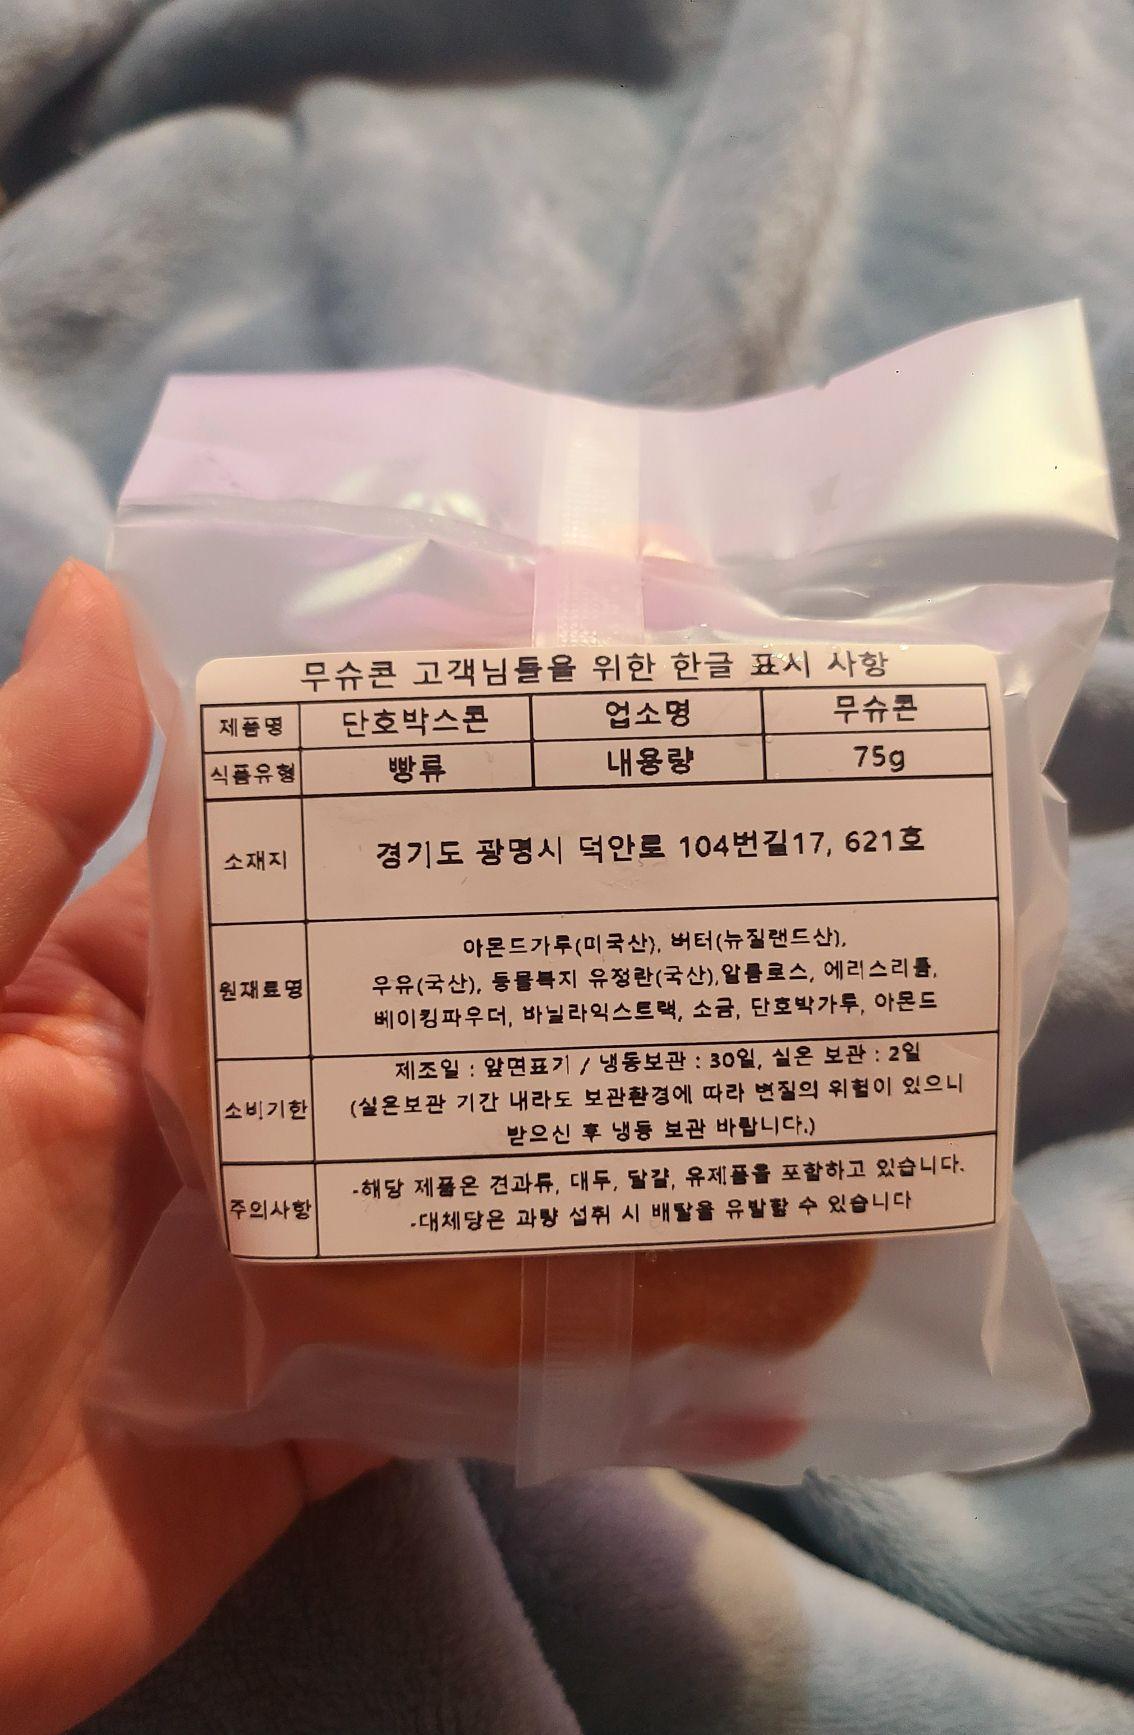 무슈콘 고객님들을 위한 한글 표시 사항
제품명 단호박스콘 업소명 무슈콘
식품유형 빵류 내용량 75g
소재지 경기도 광명시 덕안로 104번길17, 621호
원재료명
아몬드가루(미국산), 버터(뉴질랜드산),
우유(국산), 동물복지 유정란(국산),알룰로스, 에리스리톨,
베이킹파우더, 바닐라익스트랙, 소금, 단호박가루, 아몬드
소비기한
제조일 : 앞면표기 / 냉동보관 : 30일, 실온 보관 : 2일
(실온보관 기간 내라도 보관환경에 따라 변질의 위험이 있으니
받으신 후 냉동 보관 바랍니다.)
주의사항
-해당 제품은 견과류, 대두, 달걀, 유제품을 포함하고 있습니다.
-대체당은 과량 섭취 시 배탈을 유발할 수 있습니다